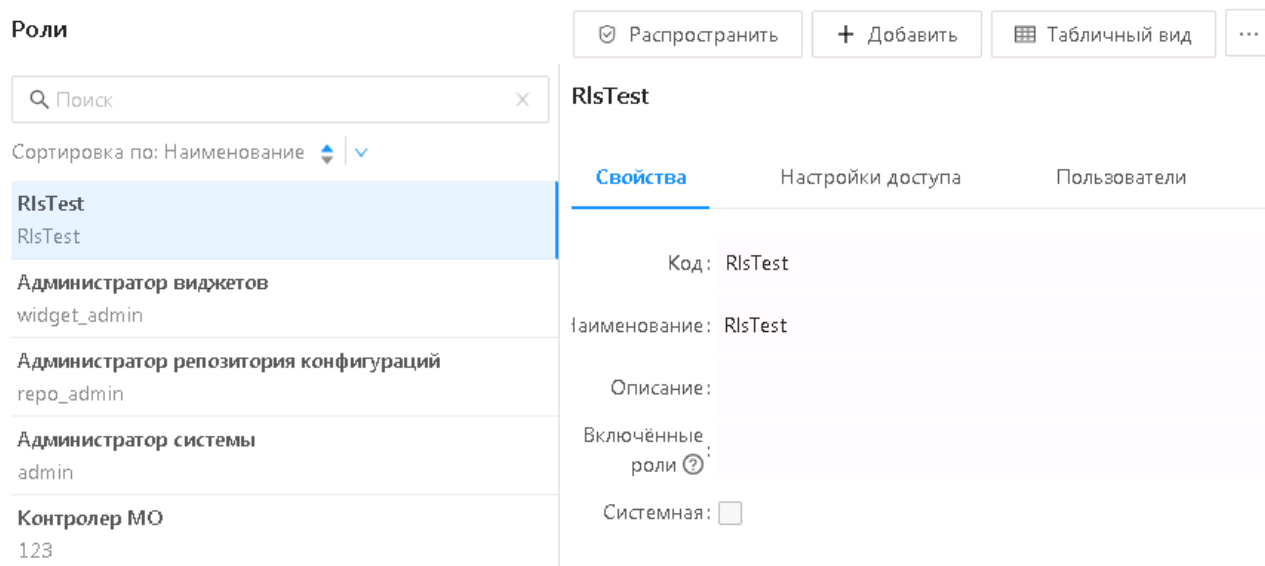 Роли
Распространить
Добавить
Табличный вид
...
Поиск
Сортировка по: Наименование
RlsTest
RlsTest
Администратор виджетов
widget_admin
Администратор репозитория конфигураций
repo_admin
Администратор системы
admin
Контролер МО
123
RlsTest
Свойства
Настройки доступа
Пользователи
Код: RlsTest
Наименование: RlsTest
Описание:
Включённые
роли :
Системная: